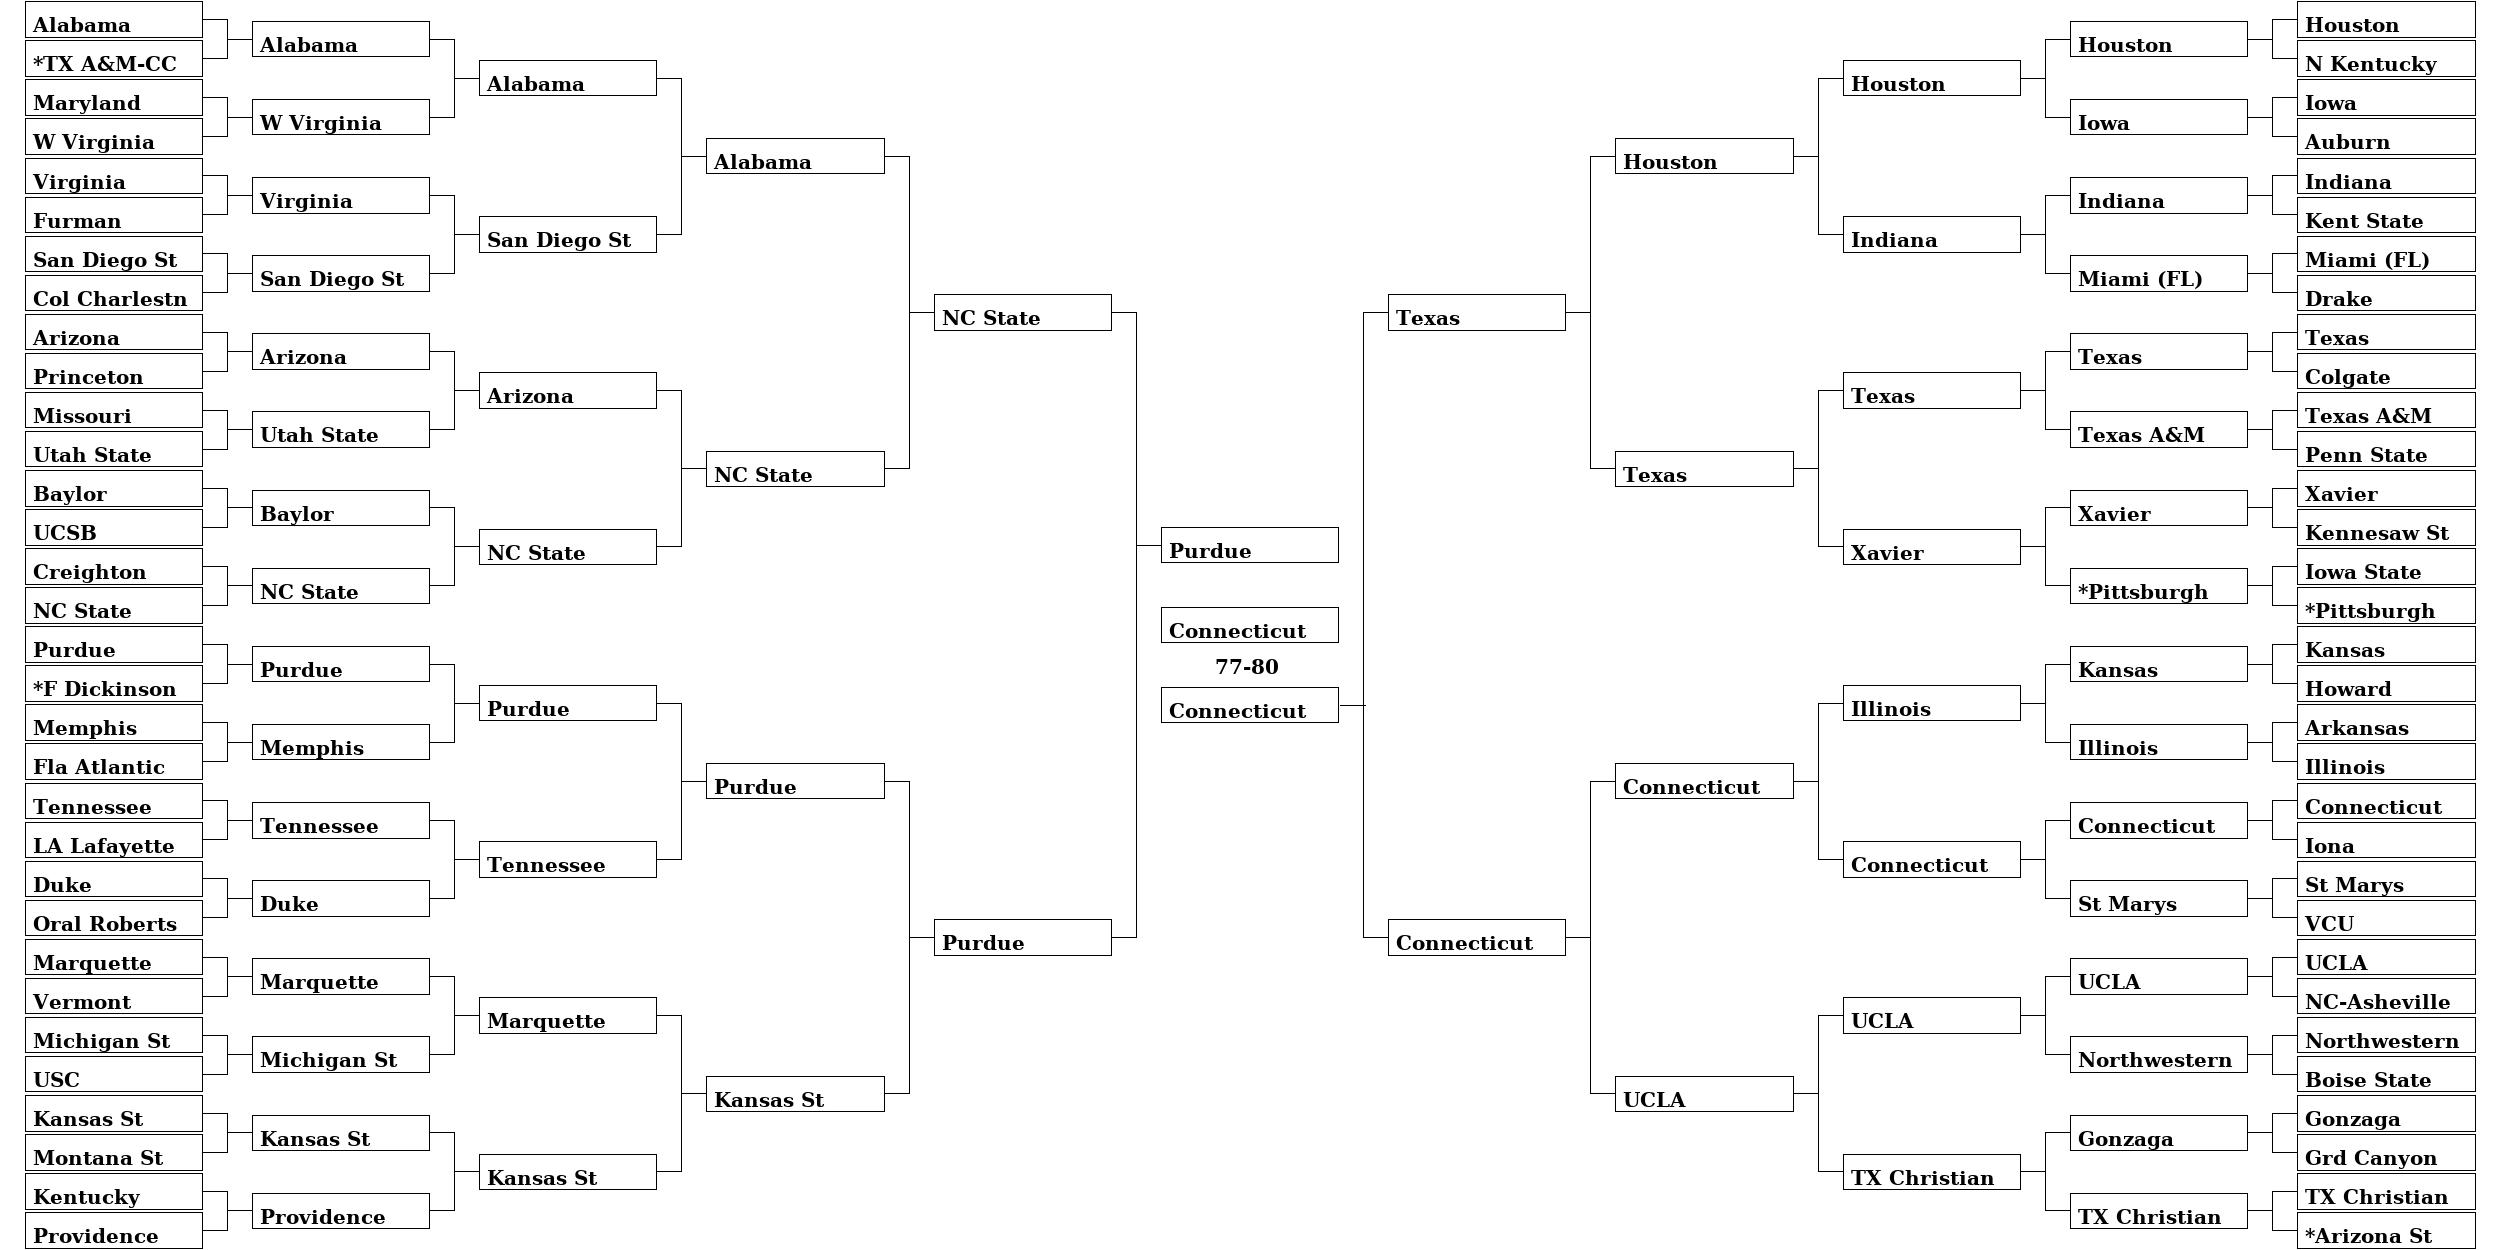 Alabama
*TX A&M-CC
Maryland
W Virginia
Virginia
Furman
San Diego St
Col Charlestn
Arizona
Princeton
Missouri
Utah State
Baylor
UCSB
Creighton
NC State
Purdue
*F Dickinson
Memphis
Fla Atlantic
Tennessee
LA Lafayette
Duke
Oral Roberts
Marquette
Vermont
Michigan St
USC
Kansas St
Montana St
Kentucky
Providence
Alabama
W Virginia
Virginia
San Diego St
Arizona
Utah State
Baylor
NC State
Purdue
Memphis
Tennessee
Duke
Marquette
Michigan St
Kansas St
Providence
Alabama
San Diego St
Arizona
NC State
Purdue
Tennessee
Marquette
Kansas St
Alabama
NC State
Purdue
Kansas St
NC State
Purdue
Purdue
Connecticut
77-80
Connecticut
Texas
Connecticut
Houston
Texas
Connecticut
UCLA
Houston
Indiana
Texas
Xavier
Illinois
Connecticut
UCLA
TX Christian
Houston
Iowa
Indiana
Miami (FL)
Texas
Texas A&M
Xavier
*Pittsburgh
Kansas
Illinois
Connecticut
St Marys
UCLA
Northwestern
Gonzaga
TX Christian
Houston
N Kentucky
Iowa
Auburn
Indiana
Kent State
Miami (FL)
Drake
Texas
Colgate
Texas A&M
Penn State
Xavier
Kennesaw St
Iowa State
*Pittsburgh
Kansas
Howard
Arkansas
Illinois
Connecticut
Iona
St Marys
VCU
UCLA
NC-Asheville
Northwestern
Boise State
Gonzaga
Grd Canyon
TX Christian
*Arizona St